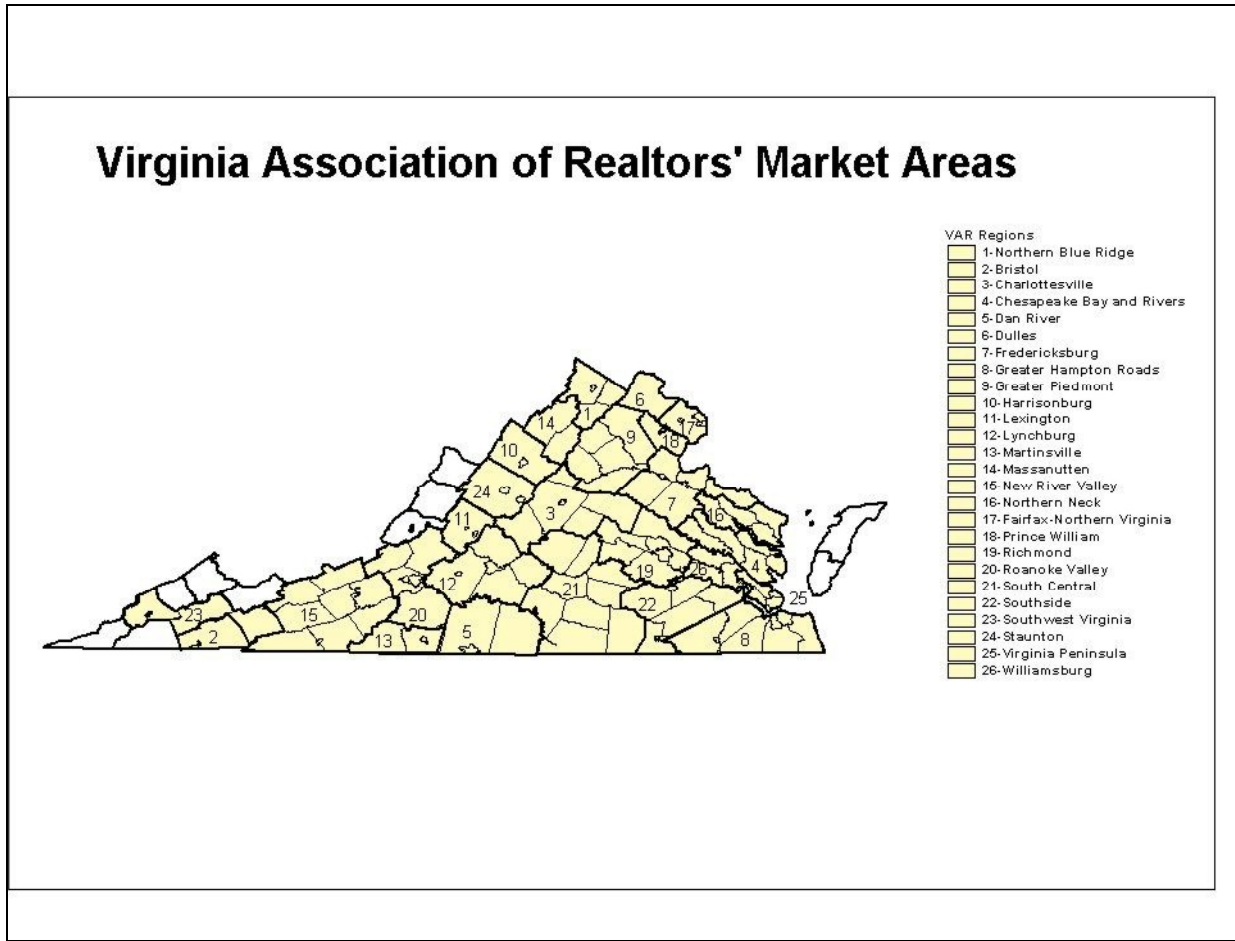 Virginia Association of Realtors' Market Areas
VAR Regions
1-Northern Blue Ridge
2-Bristol
3-Charlottesville
4-Chesapeake Bay and Rivers
5-Dan River
6-Dulles
7-Fredericksburg
8-Greater Hampton Roads
9-Greater Piedmont
10-Harrisonburg
11-Lexington
12-Lynchburg
13-Martinsville
14-Massanutten
15-New River Valley
16-Northern Neck
17-Fairfax-Northern Virginia
18-Prince William
19-Richmond
20-Roanoke Valley
21-South Central
22-Southside
23-Southwest Virginia
24-Staunton
25-Virginia Peninsula
26-Williamsburg
6
14
1
17
9
18
10
24
7
16
3
11
19
26
4
12
21
25
22
23
15
20
2
13
5
8